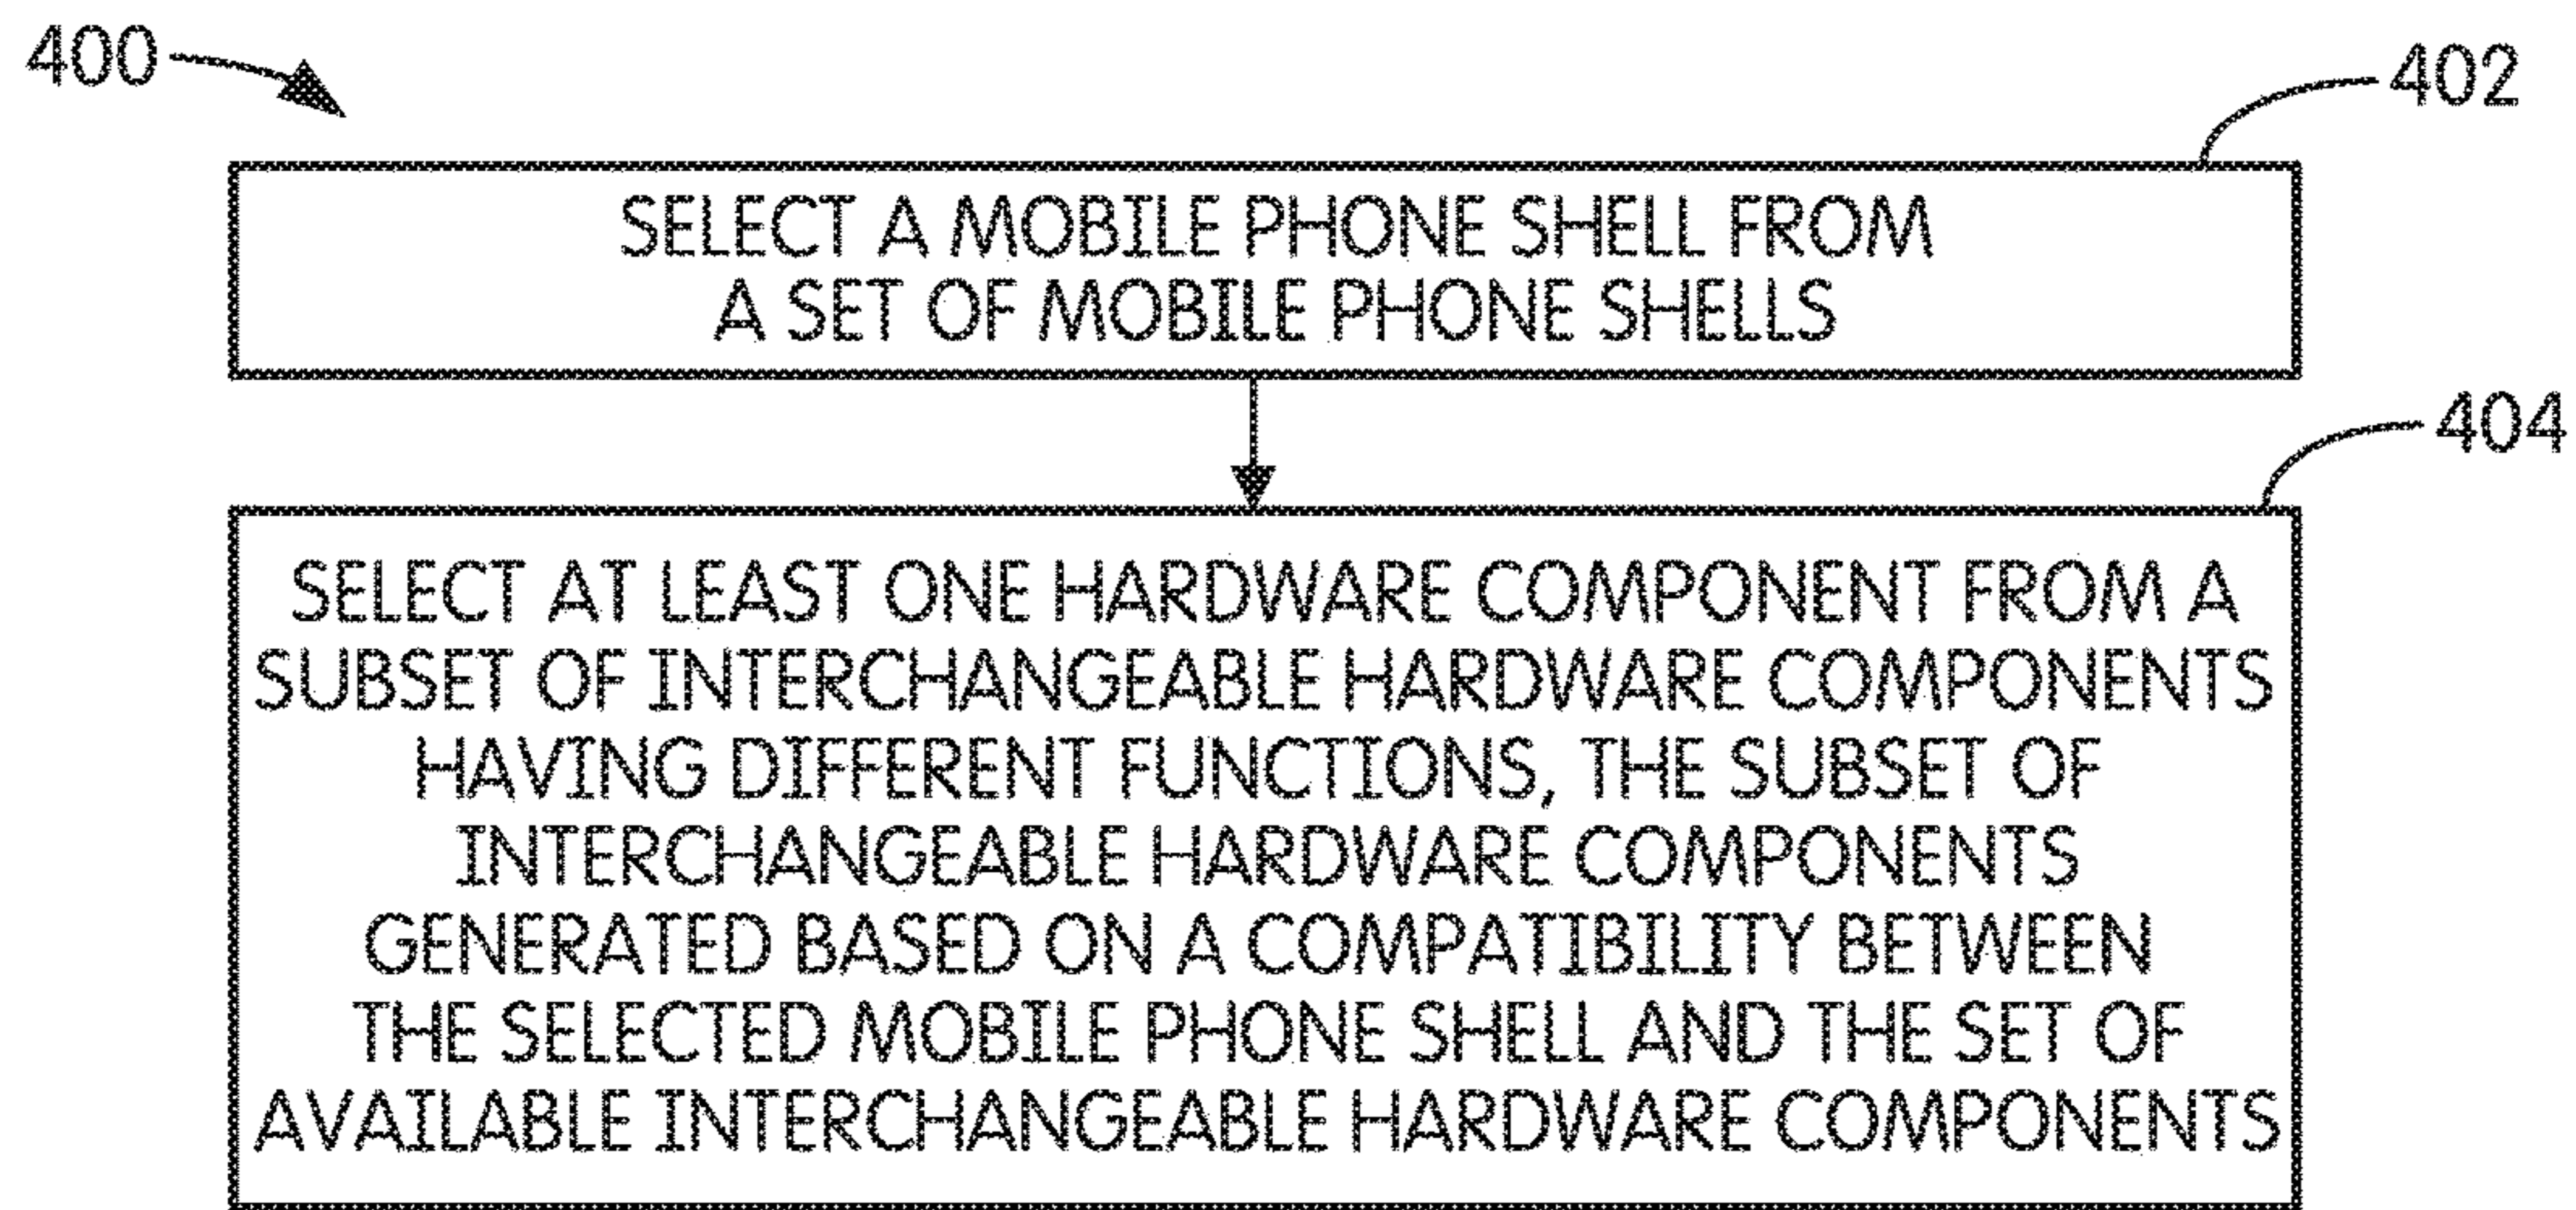 400
402
SELECT A MOBILE PHONE SHELL FROM
A SET OF MOBILE PHONE SHELLS
404
SELECT AT LEAST ONE HARDWARE COMPONENT FROM A
SUBSET OF INTERCHANGEABLE HARDWARE COMPONENTS
HAVING DIFFERENT FUNCTIONS, THE SUBSET OF
INTERCHANGEABLE HARDWARE COMPONENTS
GENERATED BASED ON A COMPATIBILITY BETWEEN
THE SELECTED MOBILE PHONE SHELL AND THE SET OF
AVAILABLE INTERCHANGEABLE HARDWARE COMPONENTS